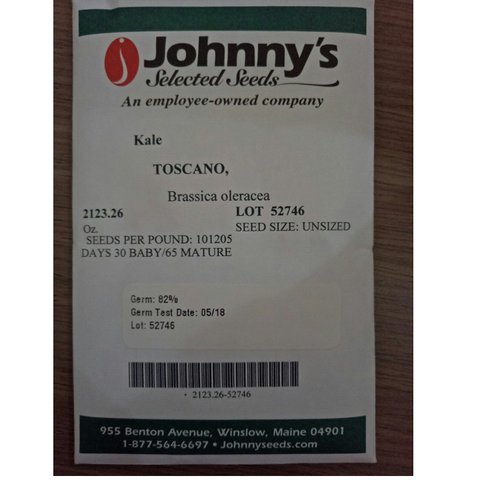 Johnny's
Selected Seeds
An employee-owned company
Kale
TOSCANO,
Brassica oleracea
2123.26 LOT 52746
Oz. SEED SIZE: UNSIZED
SEEDS PER POUND: 101205
DAYS 30 BABY/65 MATURE
Germ: 82%
Germ Test Date: 05/18
Lot: 52746
· 2123.26-52746
955 Benton Avenue, Winslow, Maine 04901
1-877-564-6697 • Johnnyseeds.com